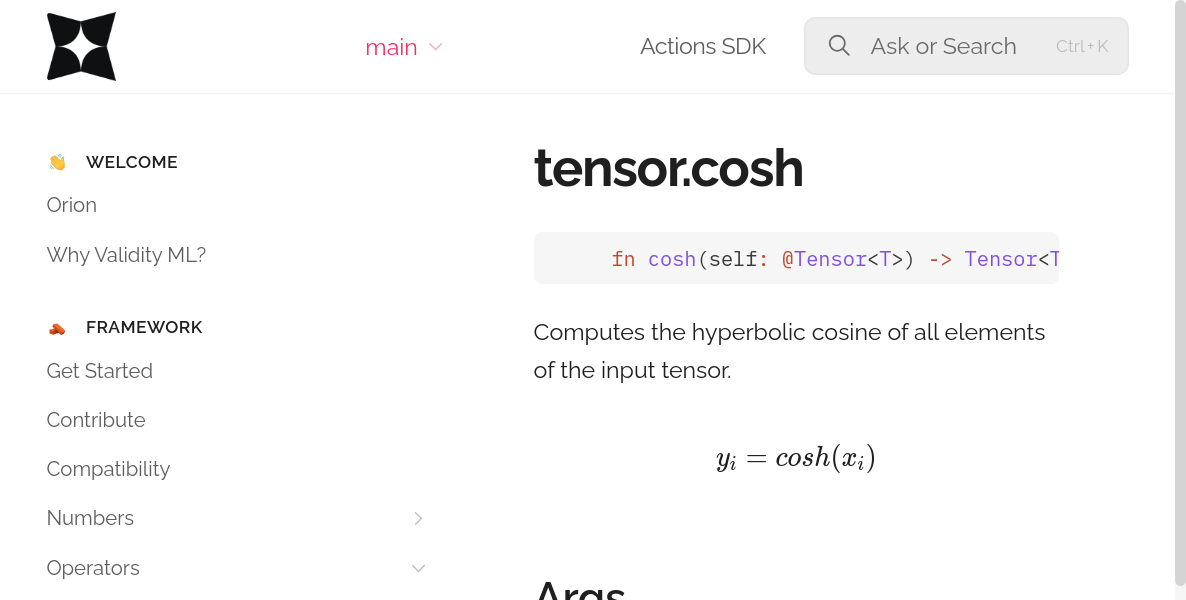 main
Actions SDK
Ask or Search
Ctrl + K
WELCOME
Orion
Why Validity ML?
FRAMEWORK
Get Started
Contribute
Compatibility
Numbers
Operators
tensor.cosh
fn cosh(self: @Tensor<T>) -> Tensor<T
Computes the hyperbolic cosine of all elements
of the input tensor.
y_i = cosh(x_i)
Args